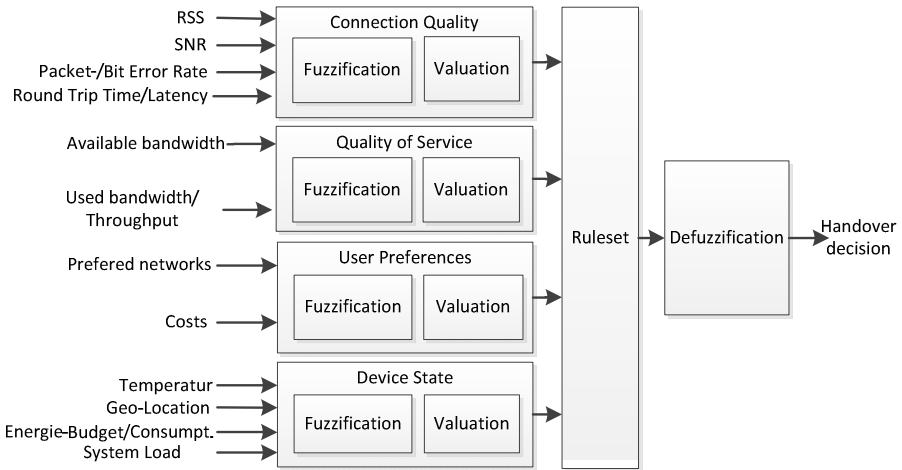 RSS
SNR
Packet-/Bit Error Rate
Round Trip Time/Latency
Connection Quality
Fuzzification
Valuation
Available bandwidth
Used bandwidth/
Throughput
Quality of Service
Fuzzification
Valuation
Prefered networks
Costs
User Preferences
Fuzzification
Valuation
Temperatur
Geo-Location
Energie-Budget/Consumpt.
System Load
Device State
Fuzzification
Valuation
Ruleset
Defuzzification
Handover
decision